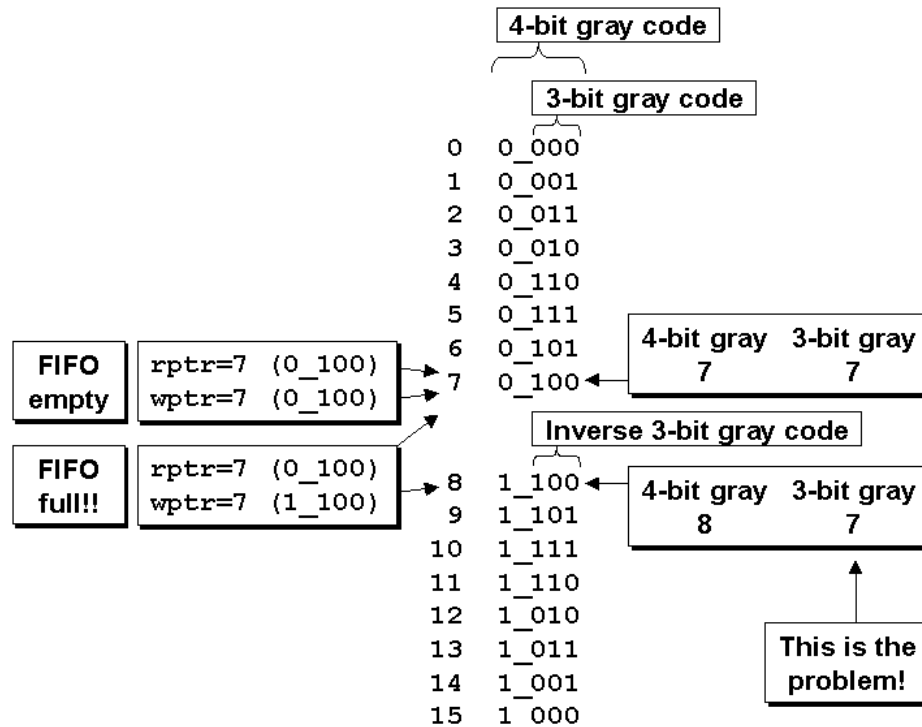 4-bit gray code
3-bit gray code
0 0_000
1 0_001
2 0_011
3 0_010
4 0_110
5 0_111
6 0_101
7 0_100
FIFO
empty
rptr=7 (0_100)
wptr=7 (0_100)
4-bit gray 3-bit gray
7 7
Inverse 3-bit gray code
FIFO
full!!
rptr=7 (0_100)
wptr=7 (1_100)
8 1_100
9 1_101
10 1_111
11 1_110
12 1_010
13 1_011
14 1_001
15 1_000
4-bit gray 3-bit gray
8 7
This is the
problem!